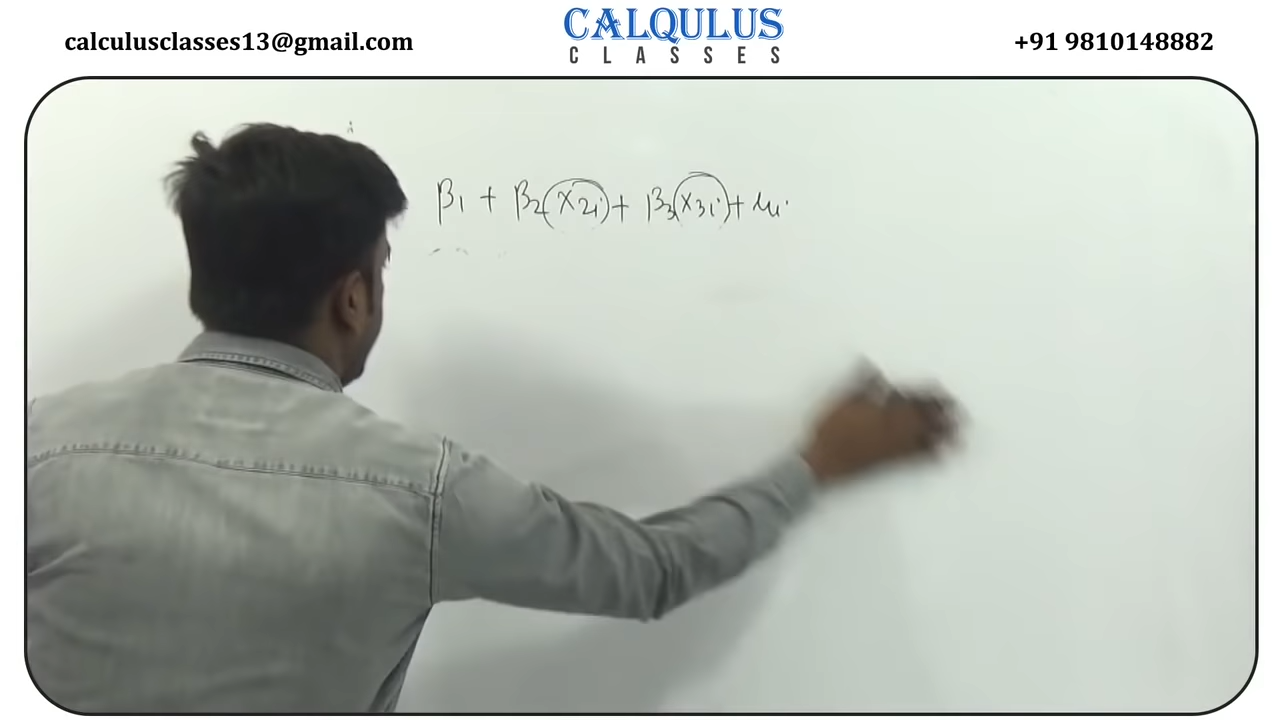 calculusclasses13@gmail.com
CALQULUS
CLASSES
+91 9810148882
β1 + β2(X2i) + β3(X3i) + ui